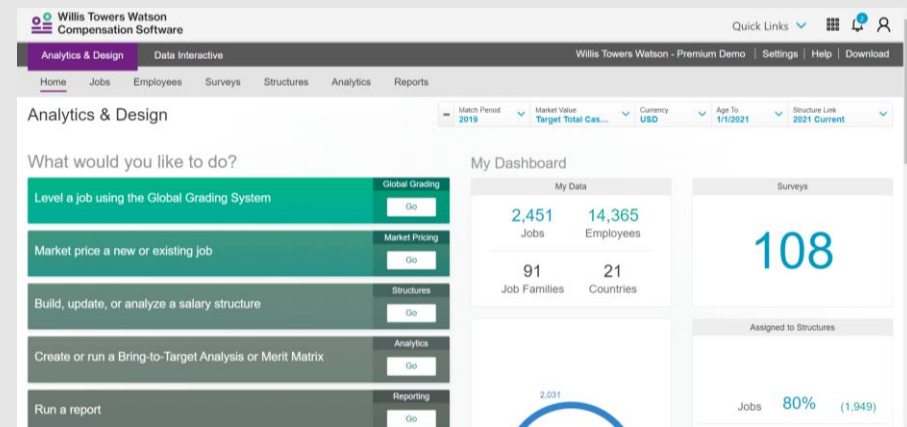 Willis Towers Watson
Compensation Software
Quick Links
2
Analytics & Design Data Interactive Willis Towers Watson - Premium Demo | Settings | Help | Download
Home Jobs Employees Surveys Structures Analytics Reports
Analytics & Design
Match Period Market Value Currency Age To Structure Link
2019 Target Total Cas... USD 1/1/2021 2021 Current
What would you like to do?
My Dashboard
Level a job using the Global Grading System
Global Grading
Go
Market price a new or existing job
Market Pricing
Go
Build, update, or analyze a salary structure
Structures
Go
Create or run a Bring-to-Target Analysis or Merit Matrix
Analytics
Go
Run a report
Reporting
Go
My Data
2,451 14,365
Jobs Employees
91 21
Job Families Countries
Surveys
108
2,031
Assigned to Structures
Jobs 80% (1,949)